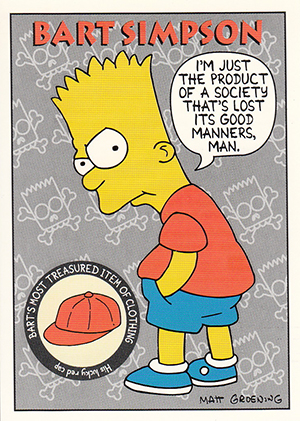 BART SIMPSON
I'M JUST
THE PRODUCT
OF A SOCIETY
THAT'S LOST
ITS GOOD
MANNERS,
MAN.
BART'S MOST TREASURED ITEM OF CLOTHING
His lucky red cap
MATT GROENING